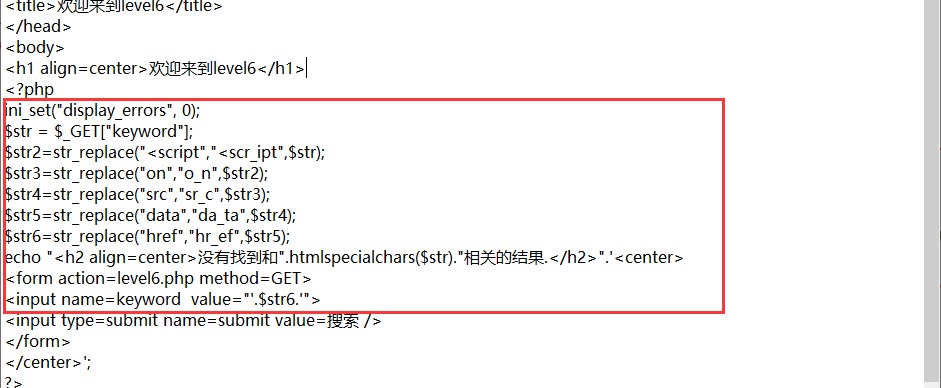 <title>欢迎来到level6</title>
</head>
<body>
<h1 align=center>欢迎来到level6</h1>
<?php
ini_set("display_errors", 0);
$str = $_GET["keyword"];
$str2=str_replace("<script","<scr_ipt",$str);
$str3=str_replace("on","o_n",$str2);
$str4=str_replace("src","sr_c",$str3);
$str5=str_replace("data","da_ta",$str4);
$str6=str_replace("href","hr_ef",$str5);
echo "<h2 align=center>没有找到和".htmlspecialchars($str)."相关的结果.</h2>".'<center>
<form action=level6.php method=GET>
<input name=keyword  value="'.$str6.'">
<input type=submit name=submit value=搜索 />
</form>
</center>';
?>